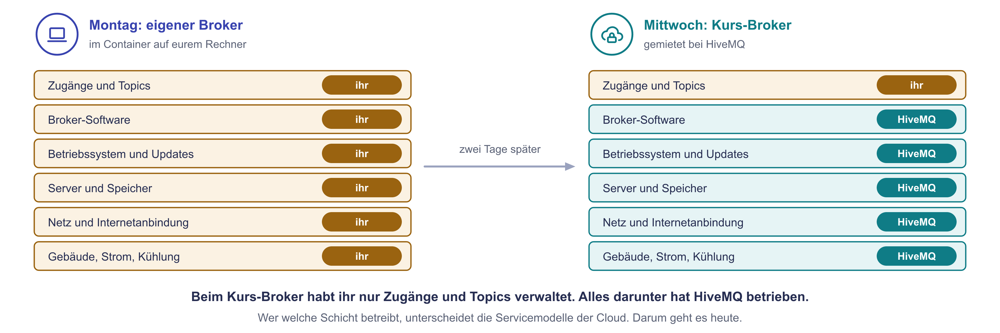 Montag: eigener Broker
im Container auf eurem Rechner
Zugänge und Topics
ihr
Broker-Software
ihr
Betriebssystem und Updates
ihr
Server und Speicher
ihr
Netz und Internetanbindung
ihr
Gebäude, Strom, Kühlung
ihr
zwei Tage später
Mittwoch: Kurs-Broker
gemietet bei HiveMQ
Zugänge und Topics
ihr
Broker-Software
HiveMQ
Betriebssystem und Updates
HiveMQ
Server und Speicher
HiveMQ
Netz und Internetanbindung
HiveMQ
Gebäude, Strom, Kühlung
HiveMQ
Beim Kurs-Broker habt ihr nur Zugänge und Topics verwaltet. Alles darunter hat HiveMQ betrieben.
Wer welche Schicht betreibt, unterscheidet die Servicemodelle der Cloud. Darum geht es heute.